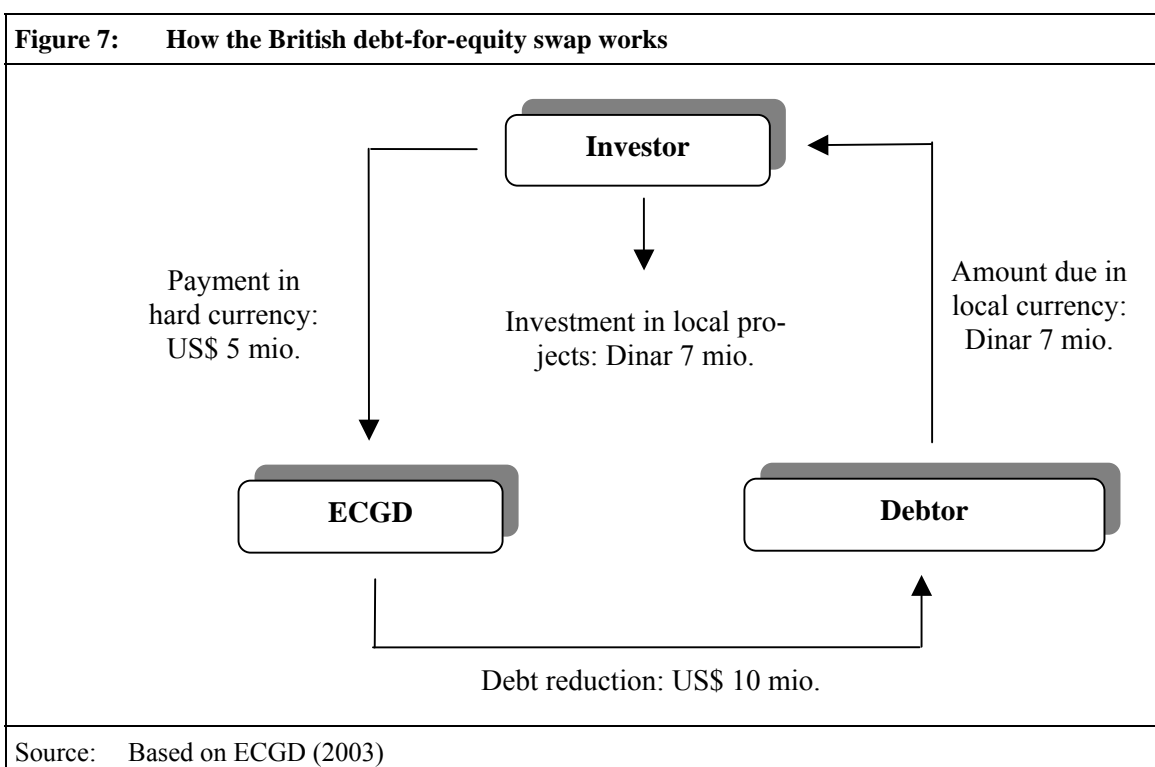 Figure 7: How the British debt-for-equity swap works
Investor
Payment in
hard currency:
US$ 5 mio.
Investment in local pro-
jects: Dinar 7 mio.
Amount due in
local currency:
Dinar 7 mio.
ECGD
Debtor
Debt reduction: US$ 10 mio.
Source: Based on ECGD (2003)